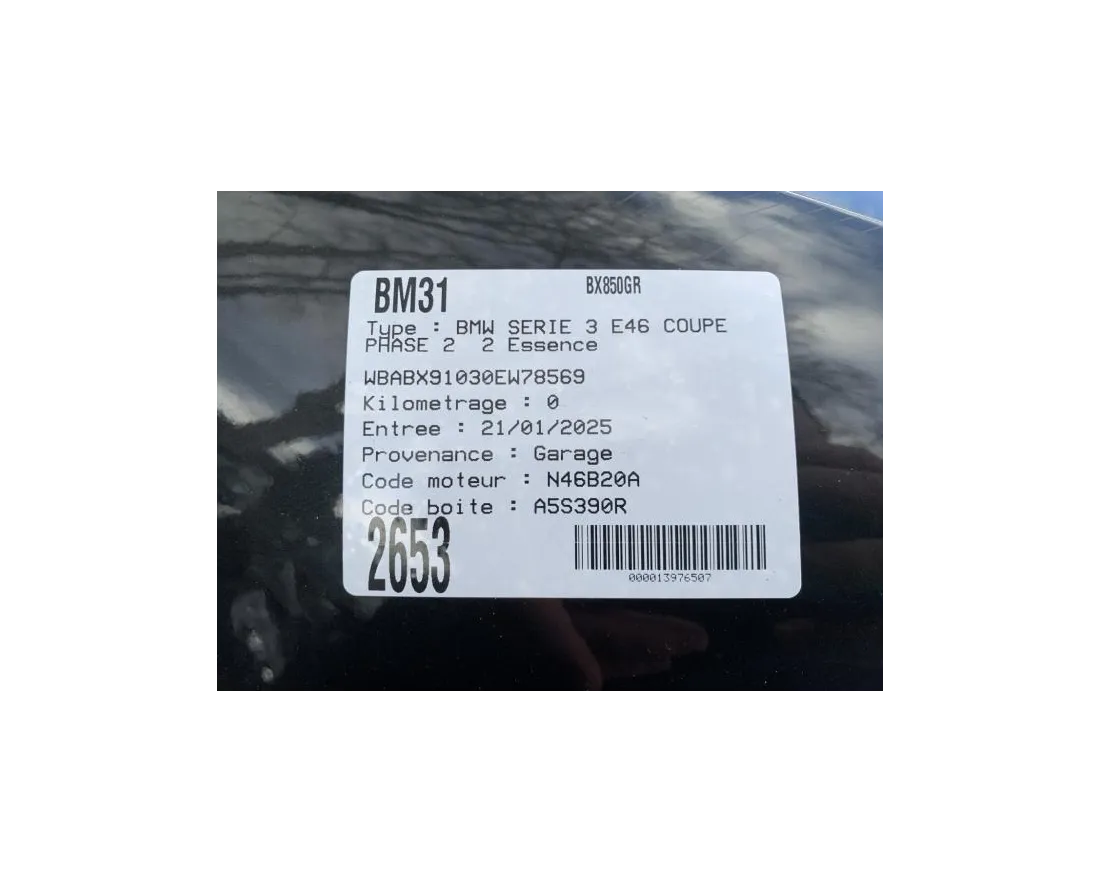 BM31 BX850GR
Type : BMW SERIE 3 E46 COUPE
PHASE 2  2 Essence
WBABX91030EW78569
Kilometrage : 0
Entree : 21/01/2025
Provenance : Garage
Code moteur : N46B20A
Code boite : A5S390R
2653
000013976507